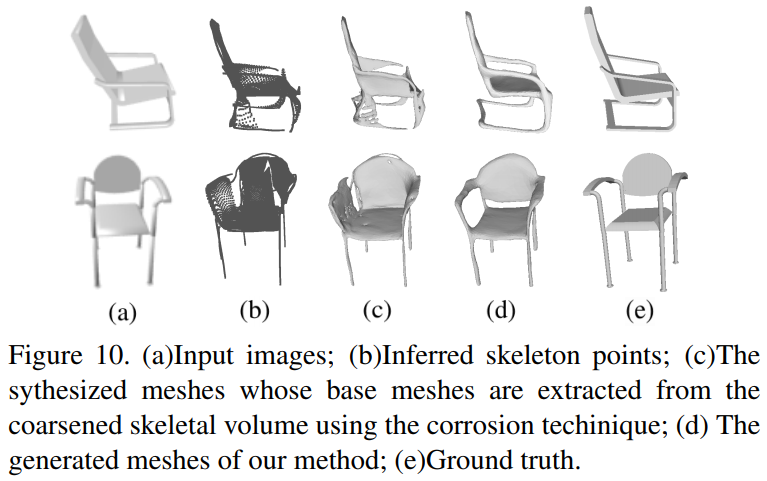 (a) (b) (c) (d) (e)
Figure 10. (a)Input images; (b)Inferred skeleton points; (c)The
sythesized meshes whose base meshes are extracted from the
coarsened skeletal volume using the corrosion techinique; (d) The
generated meshes of our method; (e)Ground truth.